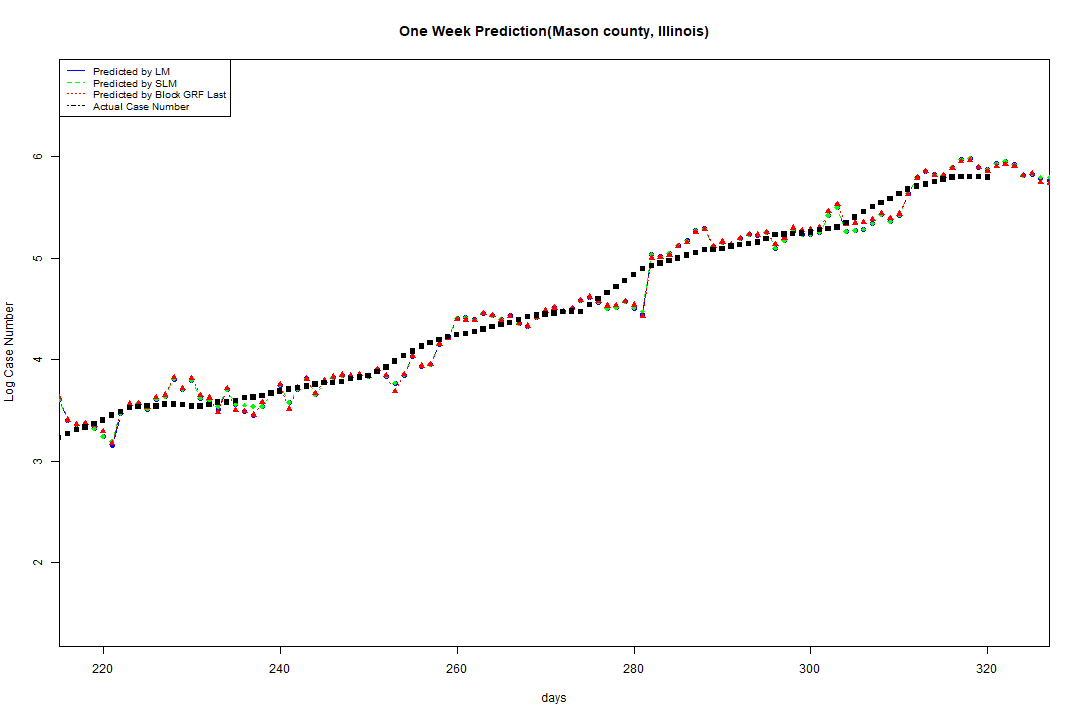 One Week Prediction(Mason county, Illinois)
Predicted by LM
Predicted by SLM
Predicted by Block GRF Last
Actual Case Number
6
5
4
3
2
Log Case Number
220 240 260 280 300 320
days